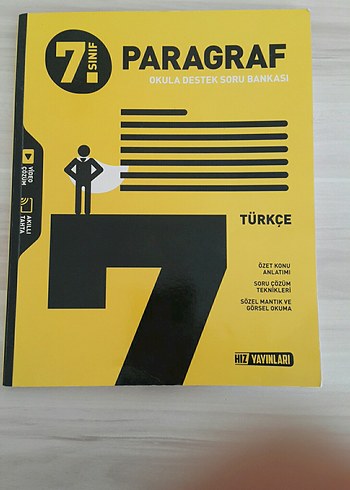 7. SINIF
PARAGRAF
OKULA DESTEK SORU BANKASI
VİDEO
ÇÖZÜM
AKILLI
TAHTA
TÜRKÇE
ÖZET KONU
ANLATIMI
SORU ÇÖZÜM
TEKNİKLERİ
SÖZEL MANTIK VE
GÖRSEL OKUMA
7
HIZ YAYINLARI